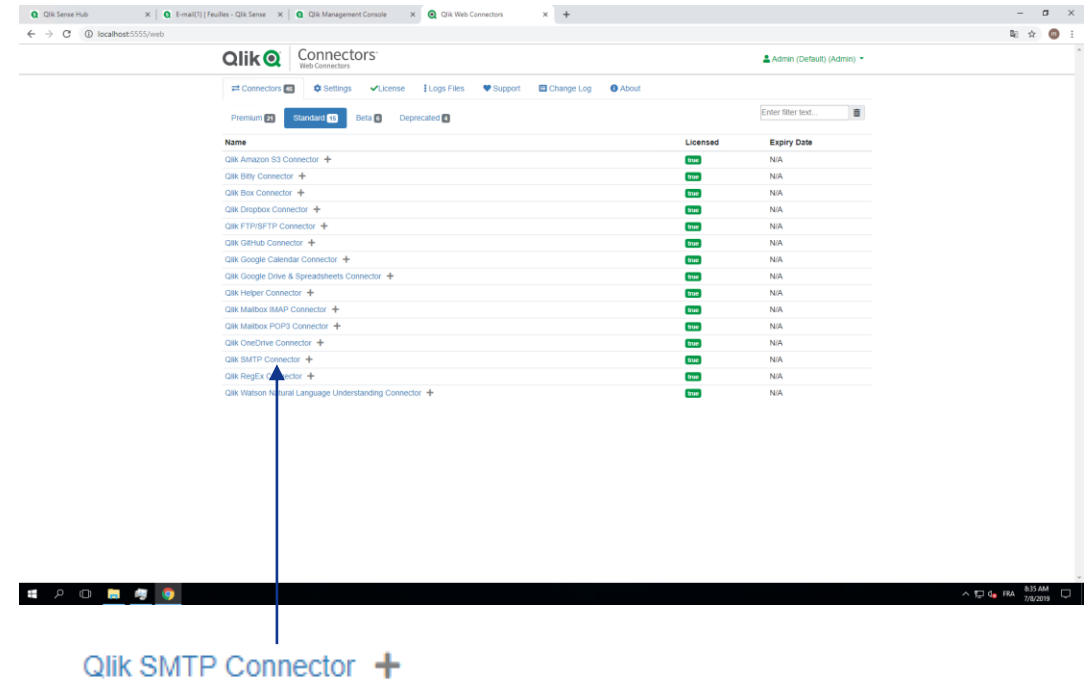 Qlik Sense Hub × E-mail(1) | Feuilles - Qlik Sense × Qlik Management Console × Qlik Web Connectors × +
localhost:5555/web
Qlik Connectors
Web Connectors
Admin (Default) (Admin)
Connectors 46 Settings License Logs Files Support Change Log About
Premium 21 Standard 15 Beta 6 Deprecated 4 Enter filter text...
Name Licensed Expiry Date
Qlik Amazon S3 Connector + true N/A
Qlik Bitly Connector + true N/A
Qlik Box Connector + true N/A
Qlik Dropbox Connector + true N/A
Qlik FTP/SFTP Connector + true N/A
Qlik GitHub Connector + true N/A
Qlik Google Calendar Connector + true N/A
Qlik Google Drive & Spreadsheets Connector + true N/A
Qlik Helper Connector + true N/A
Qlik Mailbox IMAP Connector + true N/A
Qlik Mailbox POP3 Connector + true N/A
Qlik OneDrive Connector + true N/A
Qlik SMTP Connector + true N/A
Qlik RegEx Connector + true N/A
Qlik Watson Natural Language Understanding Connector + true N/A
FRA 8:35 AM
7/8/2019
Qlik SMTP Connector +